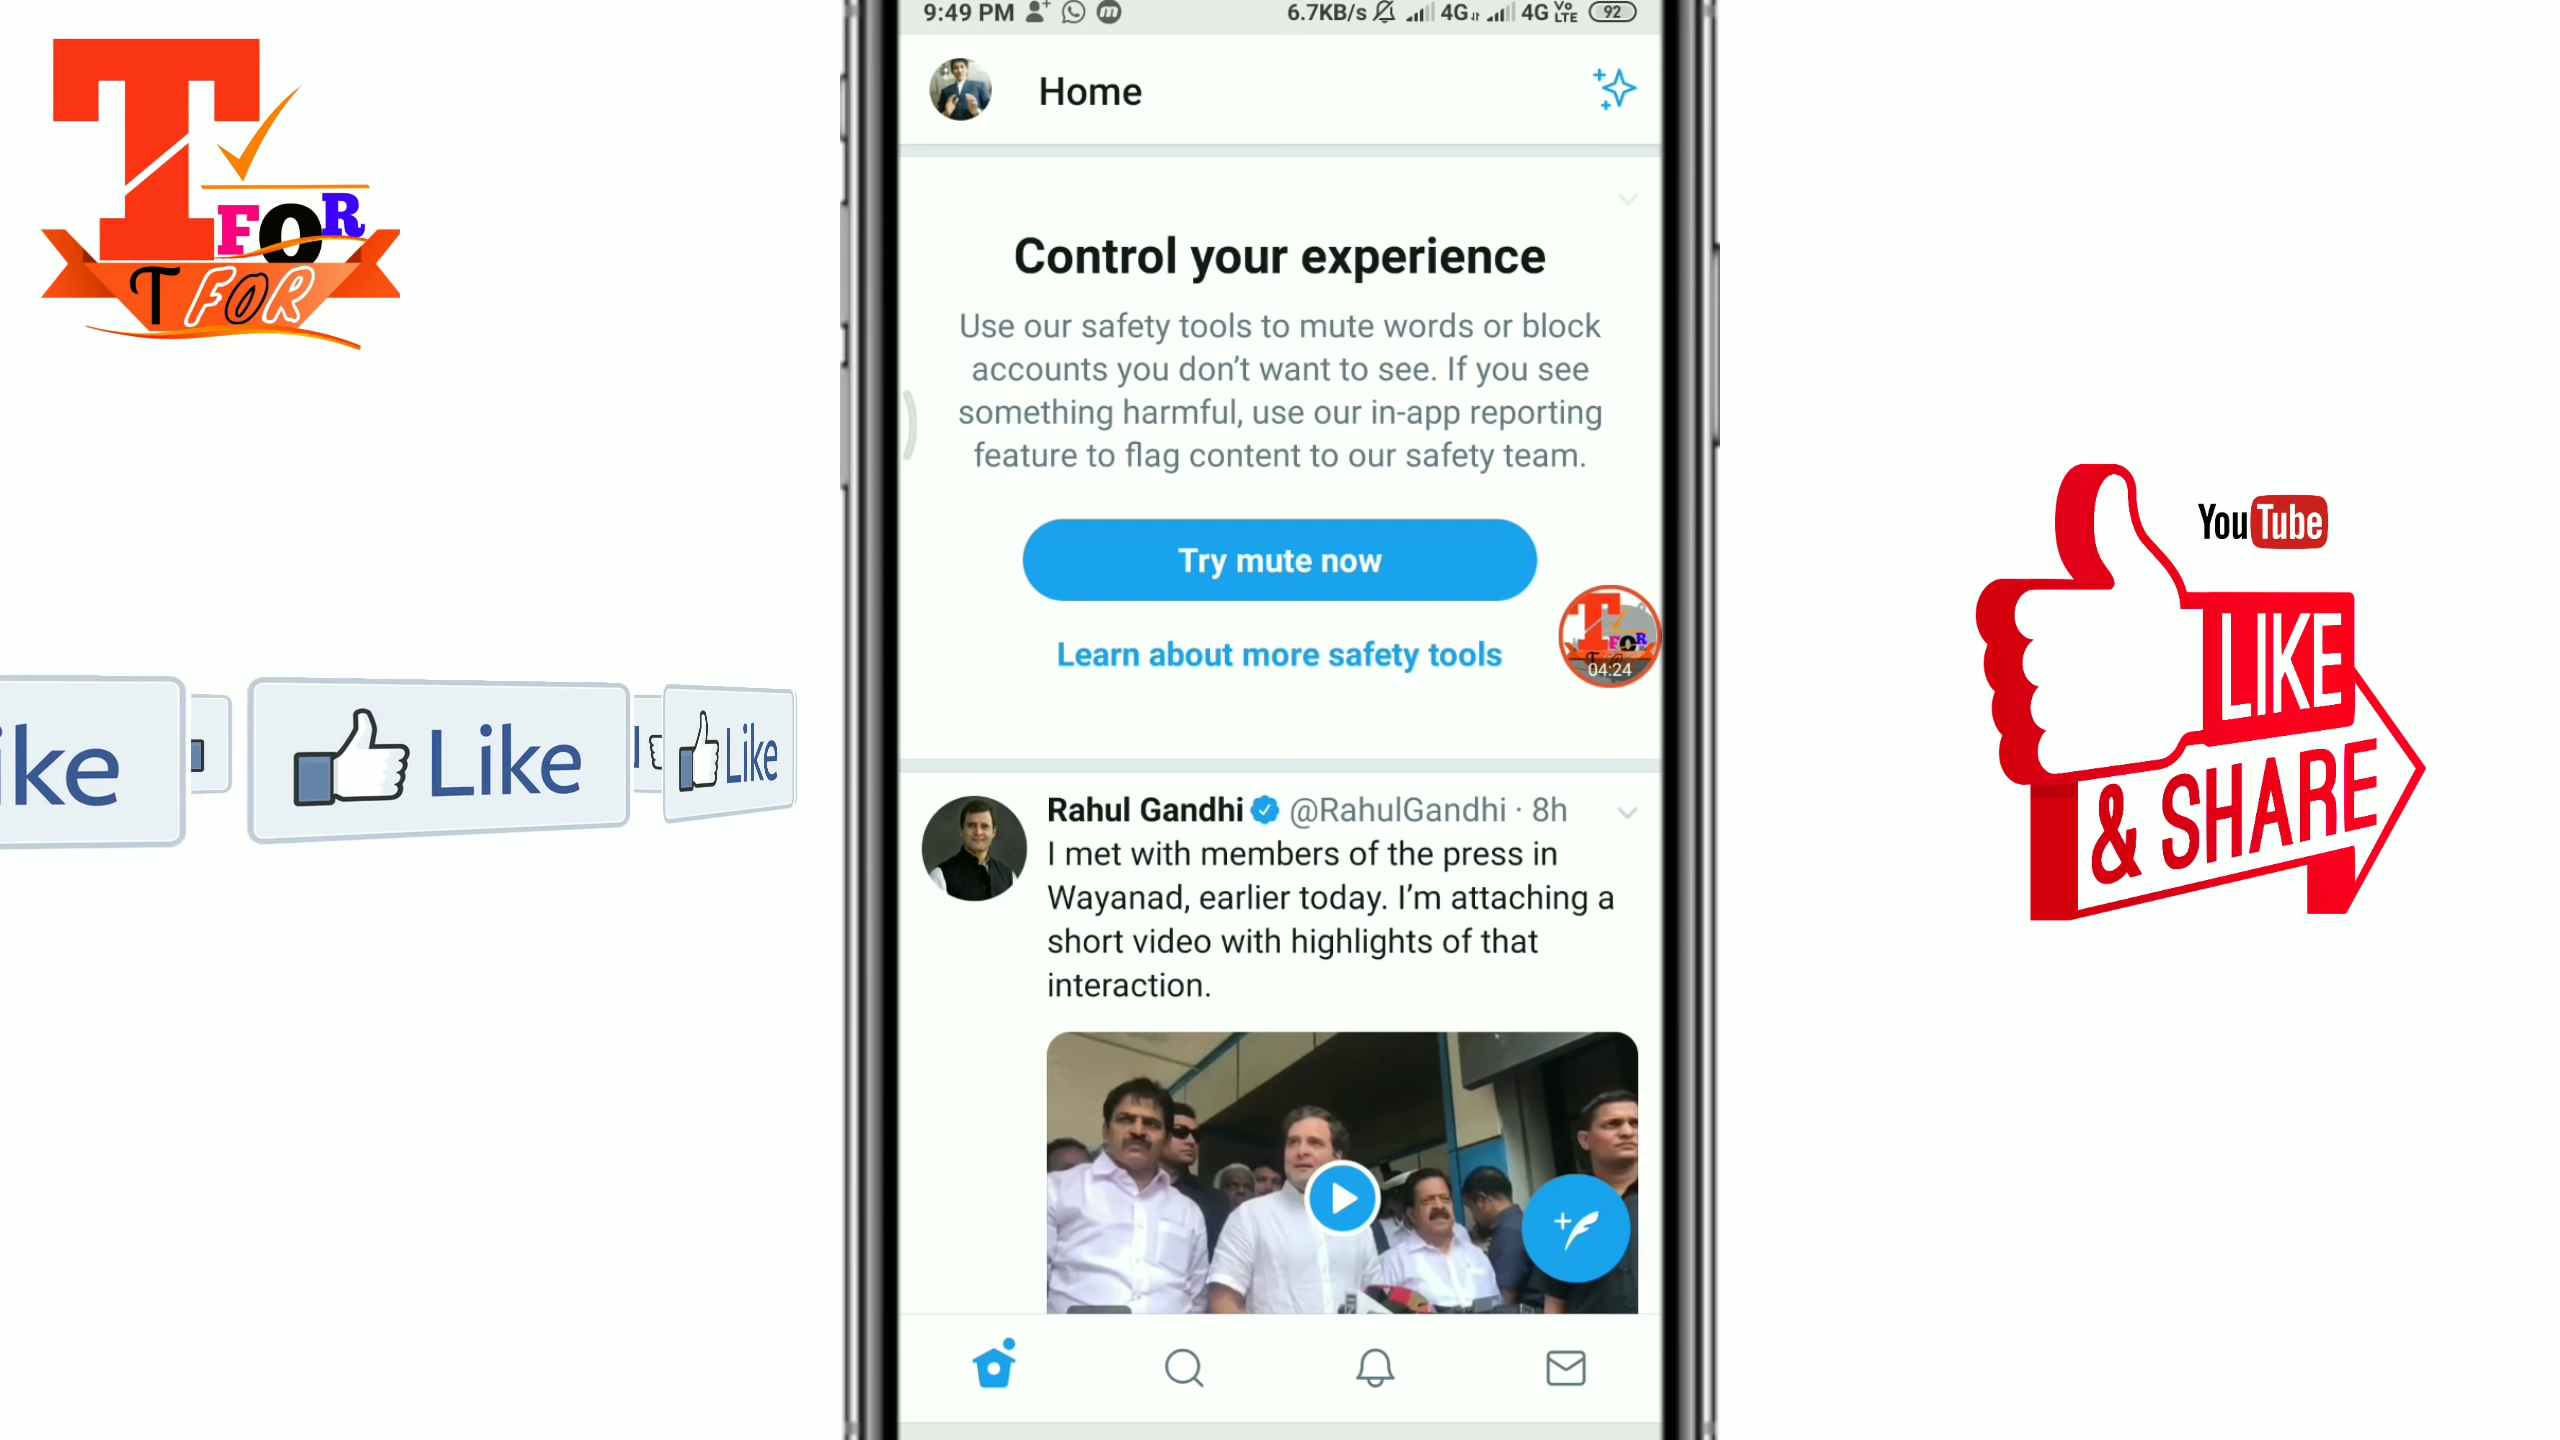 9:49 PM
6.7KB/s 4G 4G Vo LTE 92
Home
T FOR
T FOR
Control your experience
Use our safety tools to mute words or block
accounts you don't want to see. If you see
something harmful, use our in-app reporting
feature to flag content to our safety team.
Try mute now
Learn about more safety tools
T FOR
04:24
YouTube
LIKE
& SHARE
ike
Like
Like
Rahul Gandhi @RahulGandhi · 8h
I met with members of the press in
Wayanad, earlier today. I'm attaching a
short video with highlights of that
interaction.